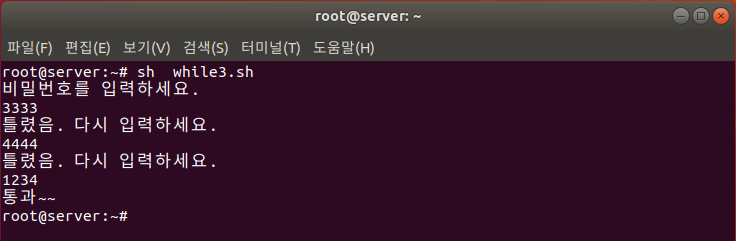 root@server: ~
파일(F) 편집(E) 보기(V) 검색(S) 터미널(T) 도움말(H)
root@server:~# sh  while3.sh
비밀번호를 입력하세요.
3333
틀렸음. 다시 입력하세요.
4444
틀렸음. 다시 입력하세요.
1234
통과~~
root@server:~#